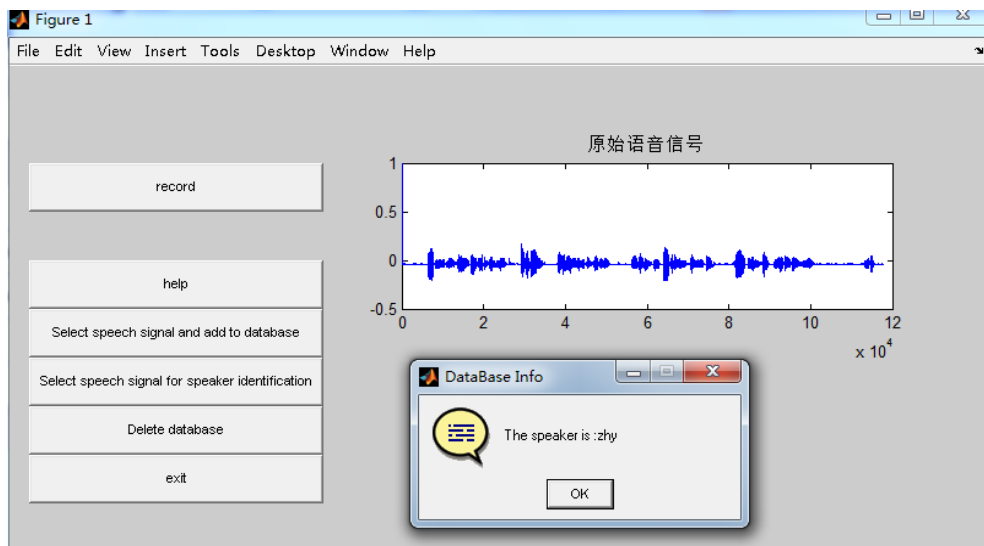 Figure 1
File Edit View Insert Tools Desktop Window Help
record
help
Select speech signal and add to database
Select speech signal for speaker identification
Delete database
exit
原始语音信号
1
0.5
0
-0.5
0 2 4 6 8 10 12
x 10^4
DataBase Info
The speaker is :zhy
OK